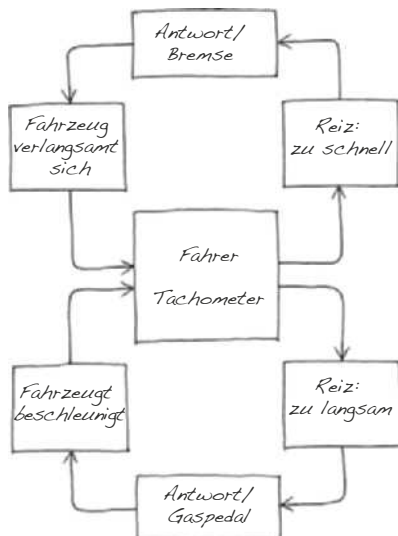 Antwort/
Bremse
Fahrzeug
verlangsamt
sich
Reiz:
zu schnell
Fahrer
Tachometer
Fahrzeugt
beschleunigt
Reiz:
zu langsam
Antwort/
Gaspedal